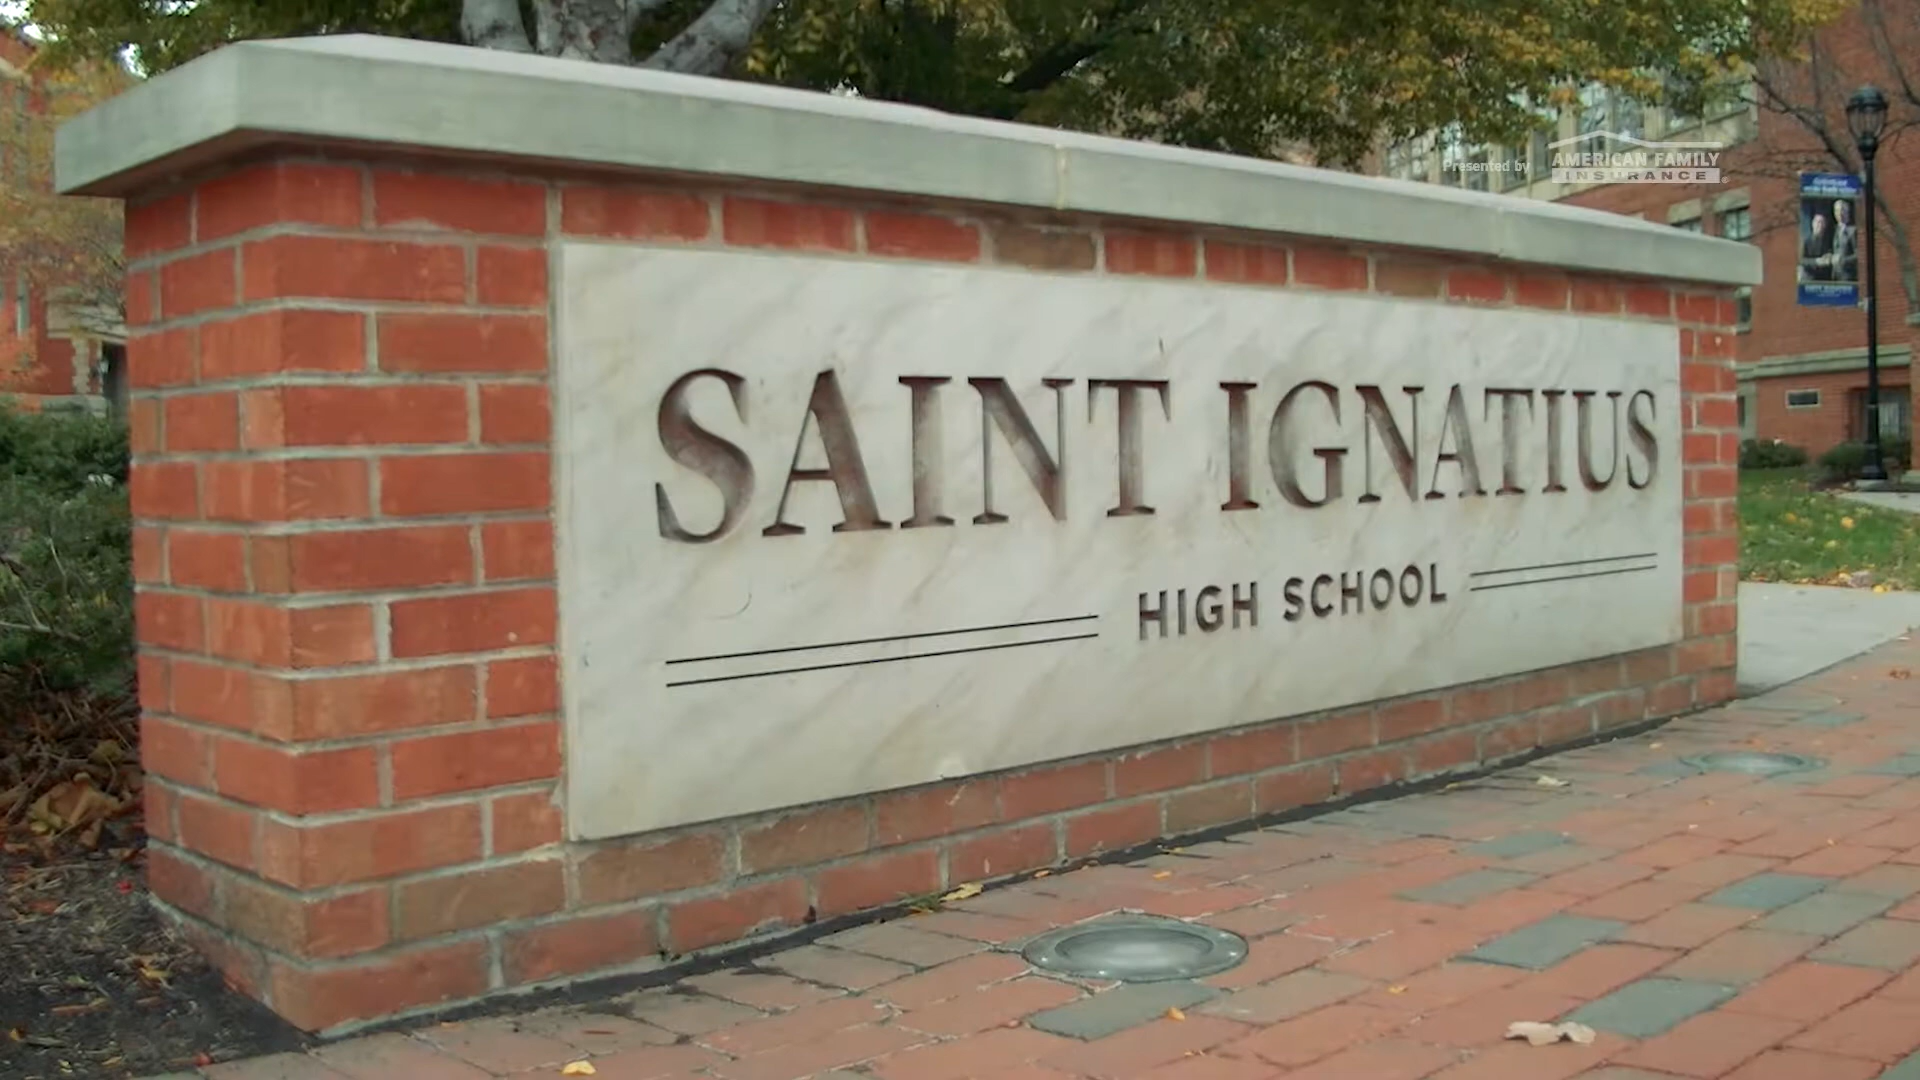 Presented by AMERICAN FAMILY
INSURANCE
SAINT IGNATIUS
HIGH SCHOOL